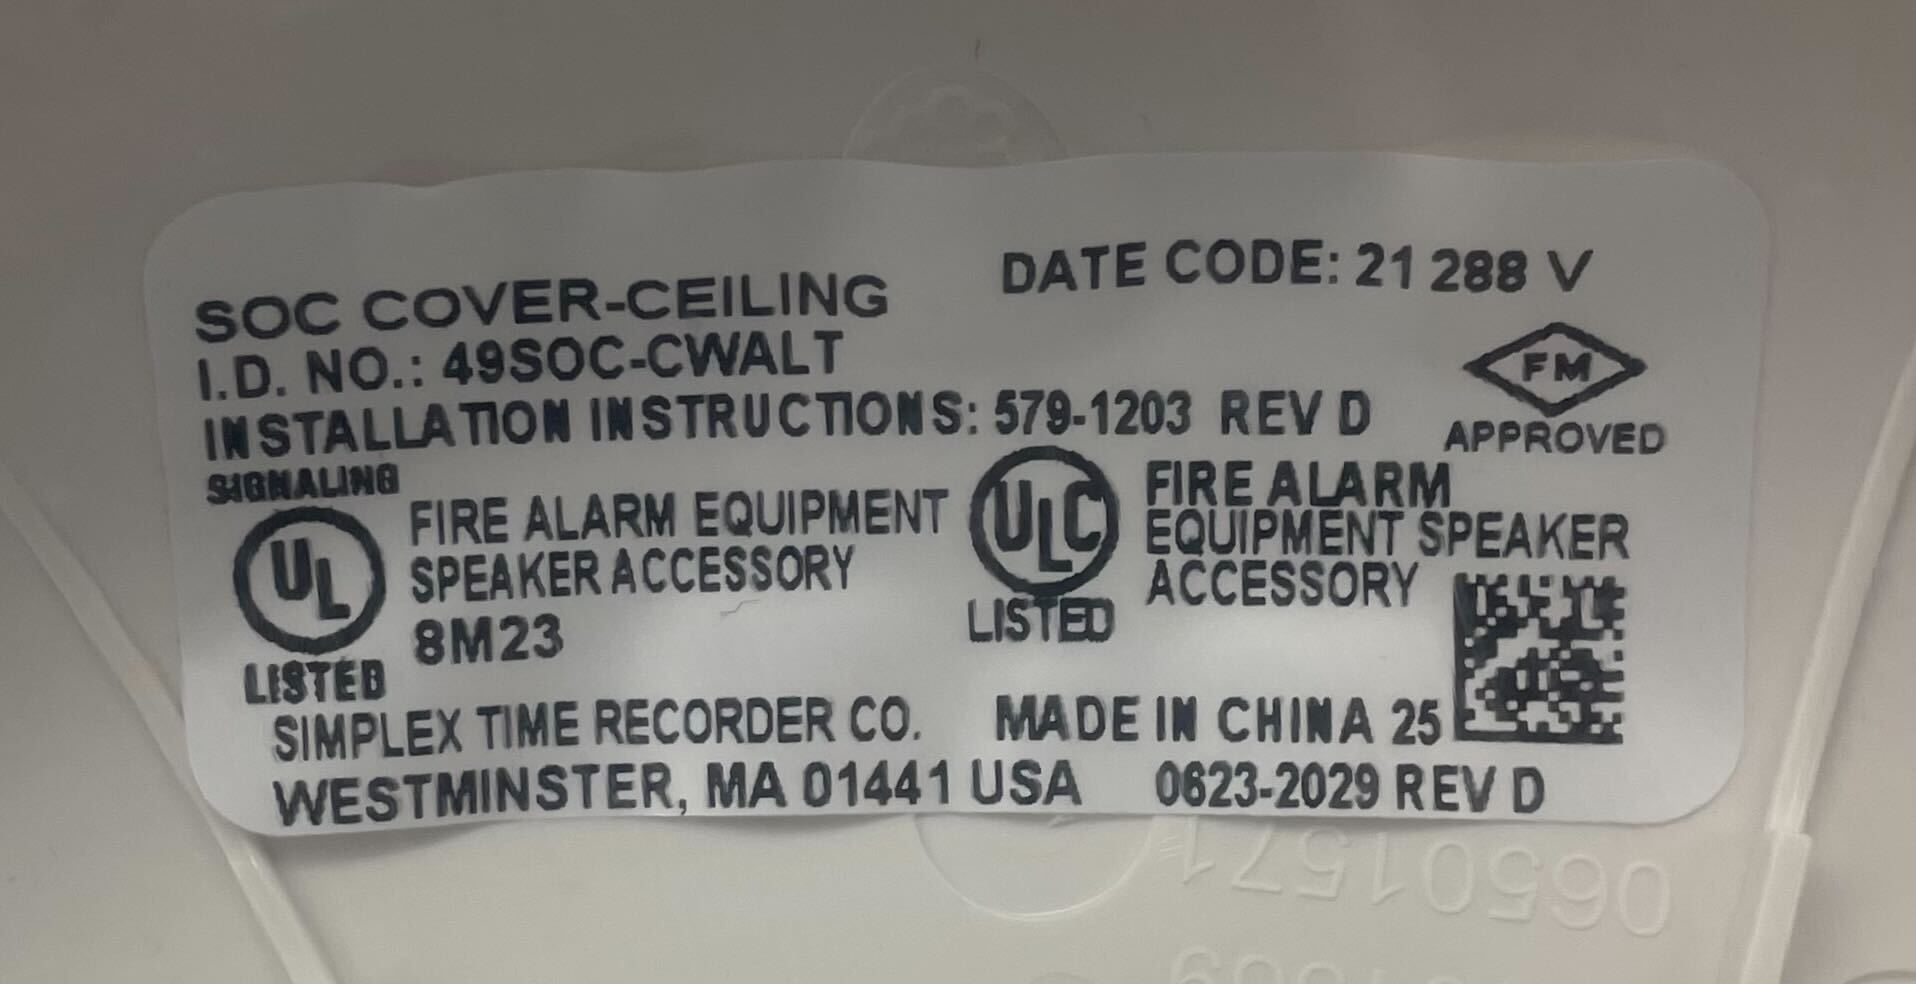 SOC COVER-CEILING
DATE CODE: 21 288 V
I.D. NO.: 49SOC-CWALT
INSTALLATION INSTRUCTIONS: 579-1203 REV D
FM
APPROVED
SIGNALING
UL
LISTED
FIRE ALARM EQUIPMENT
SPEAKER ACCESSORY
8M23
ULC
LISTED
FIRE ALARM
EQUIPMENT SPEAKER
ACCESSORY
SIMPLEX TIME RECORDER CO.
MADE IN CHINA 25
WESTMINSTER, MA 01441 USA
0623-2029 REV D
06501571